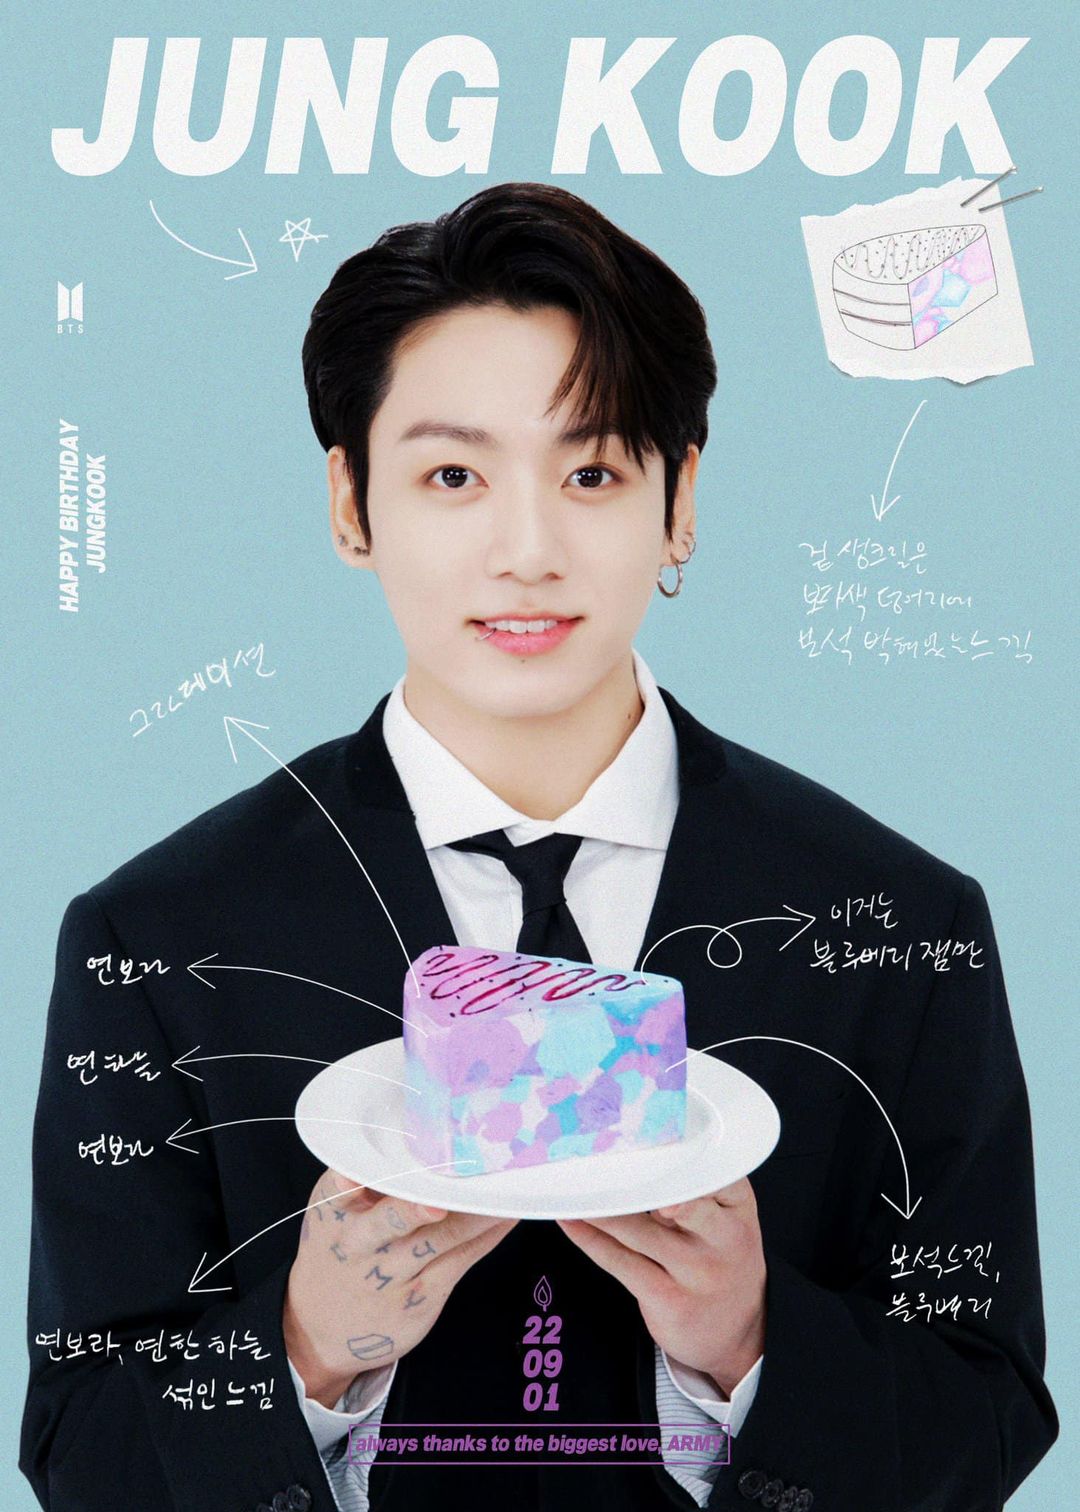 JUNG KOOK
BTS
HAPPY BIRTHDAY
JUNGKOOK
겉 생크림은
보라색 덩어리에
보석 박혀있는 느낌
그라데이션
이거는
블루베리 잼만
연보라
연하늘
연보라
보석느낌,
블루베리
연보라, 연한 하늘
섞인 느낌
22
09
01
always thanks to the biggest love, ARMY